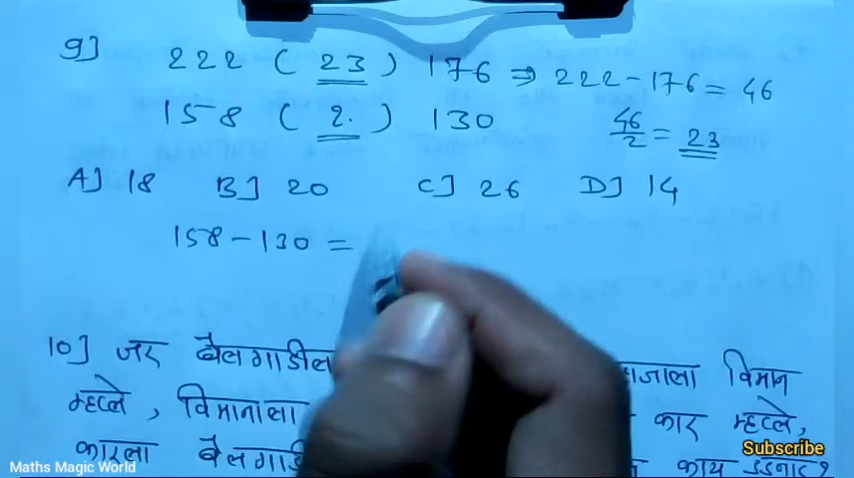 9] 222 ( 23 ) 176 ⇒ 222 - 176 = 46
158 ( ? ) 130 46/2 = 23
A] 18 B] 20 C] 26 D] 14
158 - 130 =
10] जर बैलगाडील विमान
म्हटले, विमानाला कार म्हटले,
कारला बैलगाडी काय
Subscribe
Maths Magic World